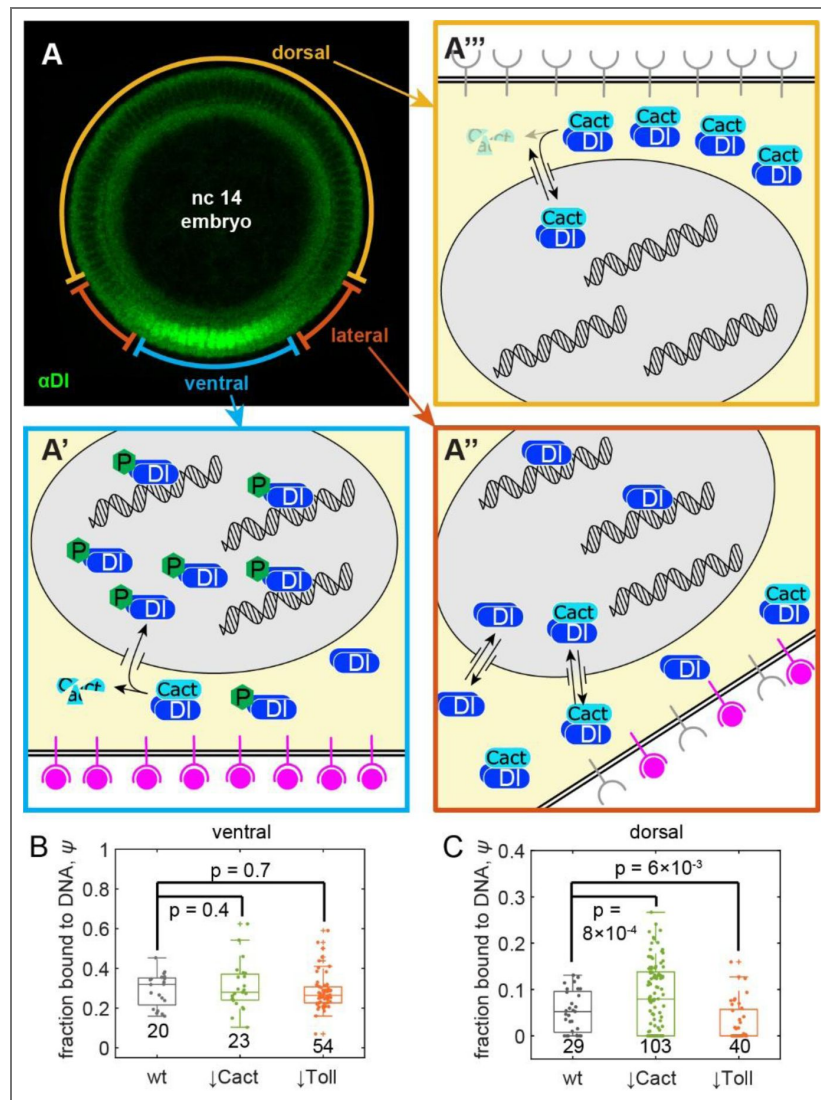 A
dorsal
nc 14
embryo
lateral
αDl
ventral
A'''
Cact
Dl
Cact
Dl
Cact
Dl
Cact
Dl
Cact
Cact
Dl
A'
P
Dl
P
Dl
P
Dl
P
Dl
P
Dl
P
Dl
Dl
Cact
Cact
Dl
P
Dl
A''
Dl
Dl
Dl
Cact
Dl
Cact
Dl
Dl
Dl
Cact
Dl
Cact
Dl
B
ventral
fraction bound to DNA, ψ
1
0.8
0.6
0.4
0.2
0
p = 0.7
p = 0.4
20
23
54
wt
↓Cact
↓Toll
C
dorsal
fraction bound to DNA, ψ
0.4
0.3
0.2
0.1
0
p = 6×10⁻³
p =
8×10⁻⁴
29
103
40
wt
↓Cact
↓Toll